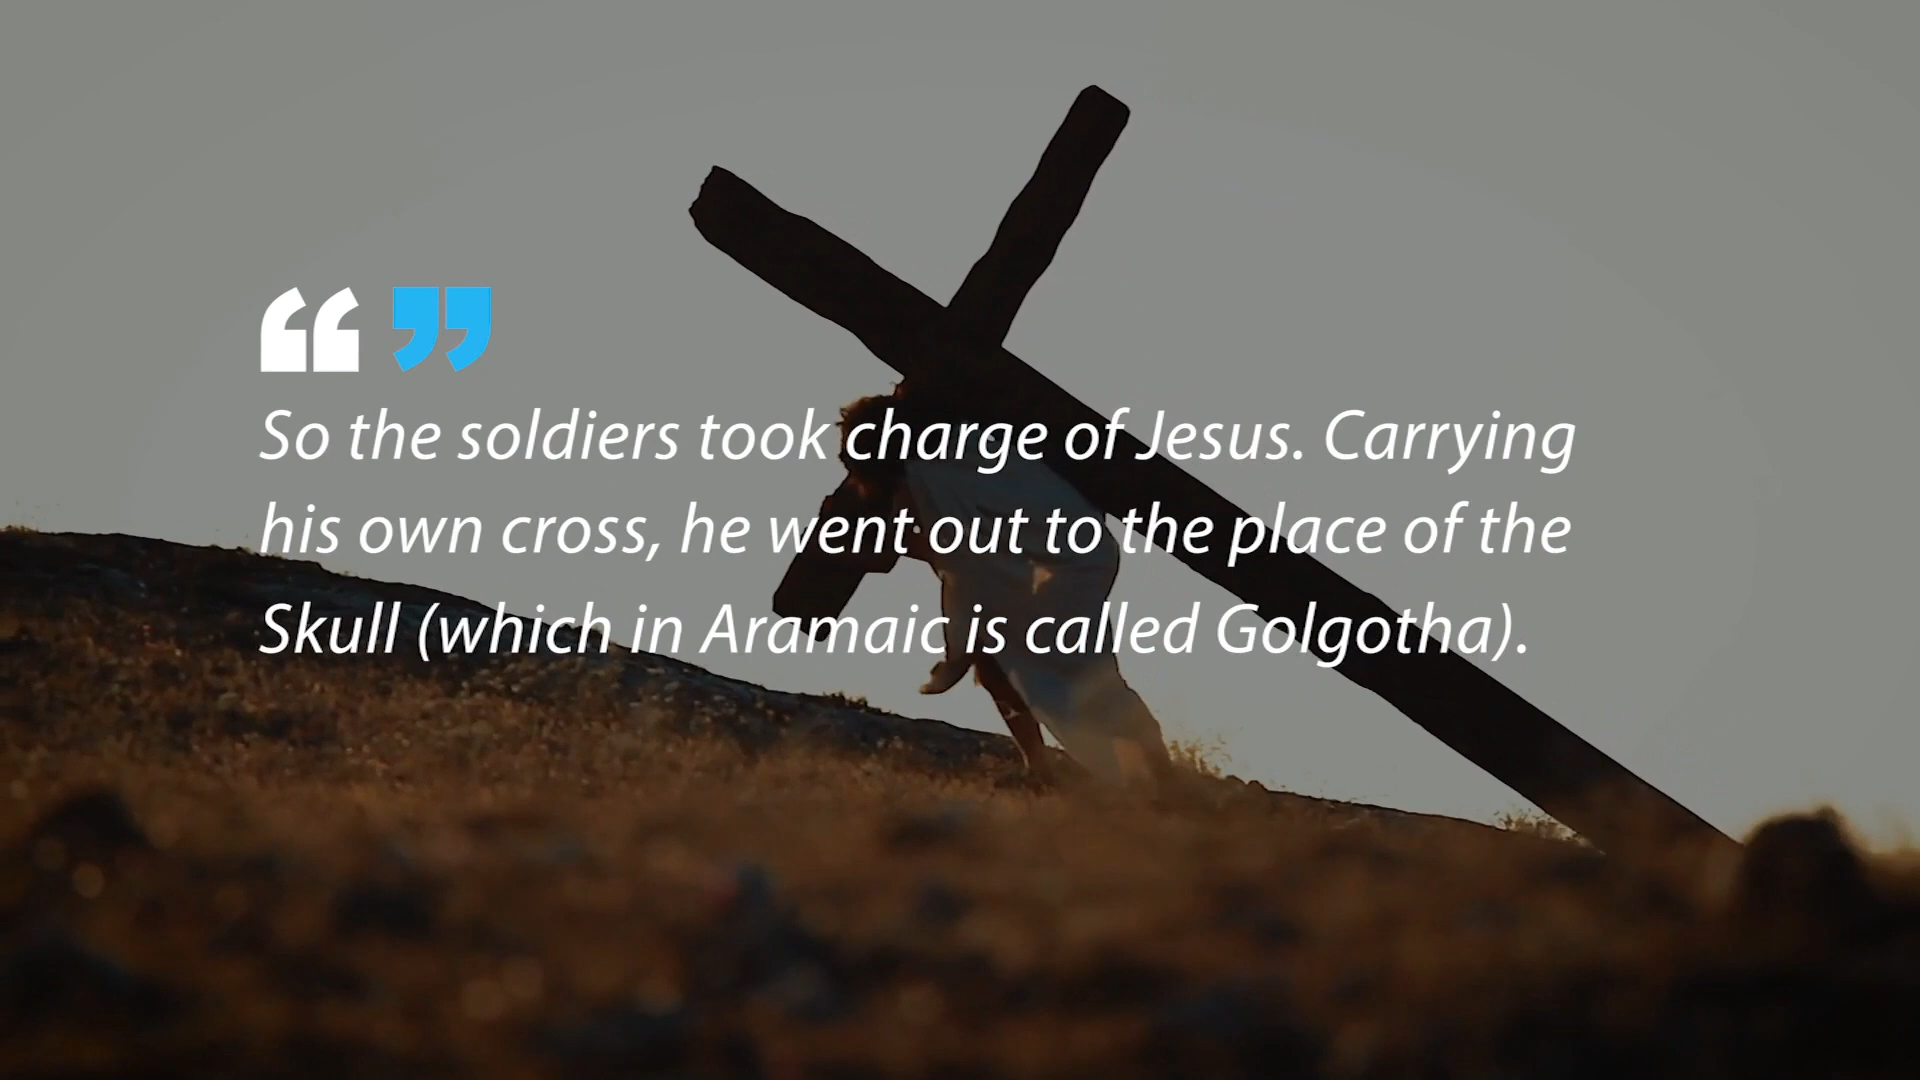 So the soldiers took charge of Jesus. Carrying
his own cross, he went out to the place of the
Skull (which in Aramaic is called Golgotha).